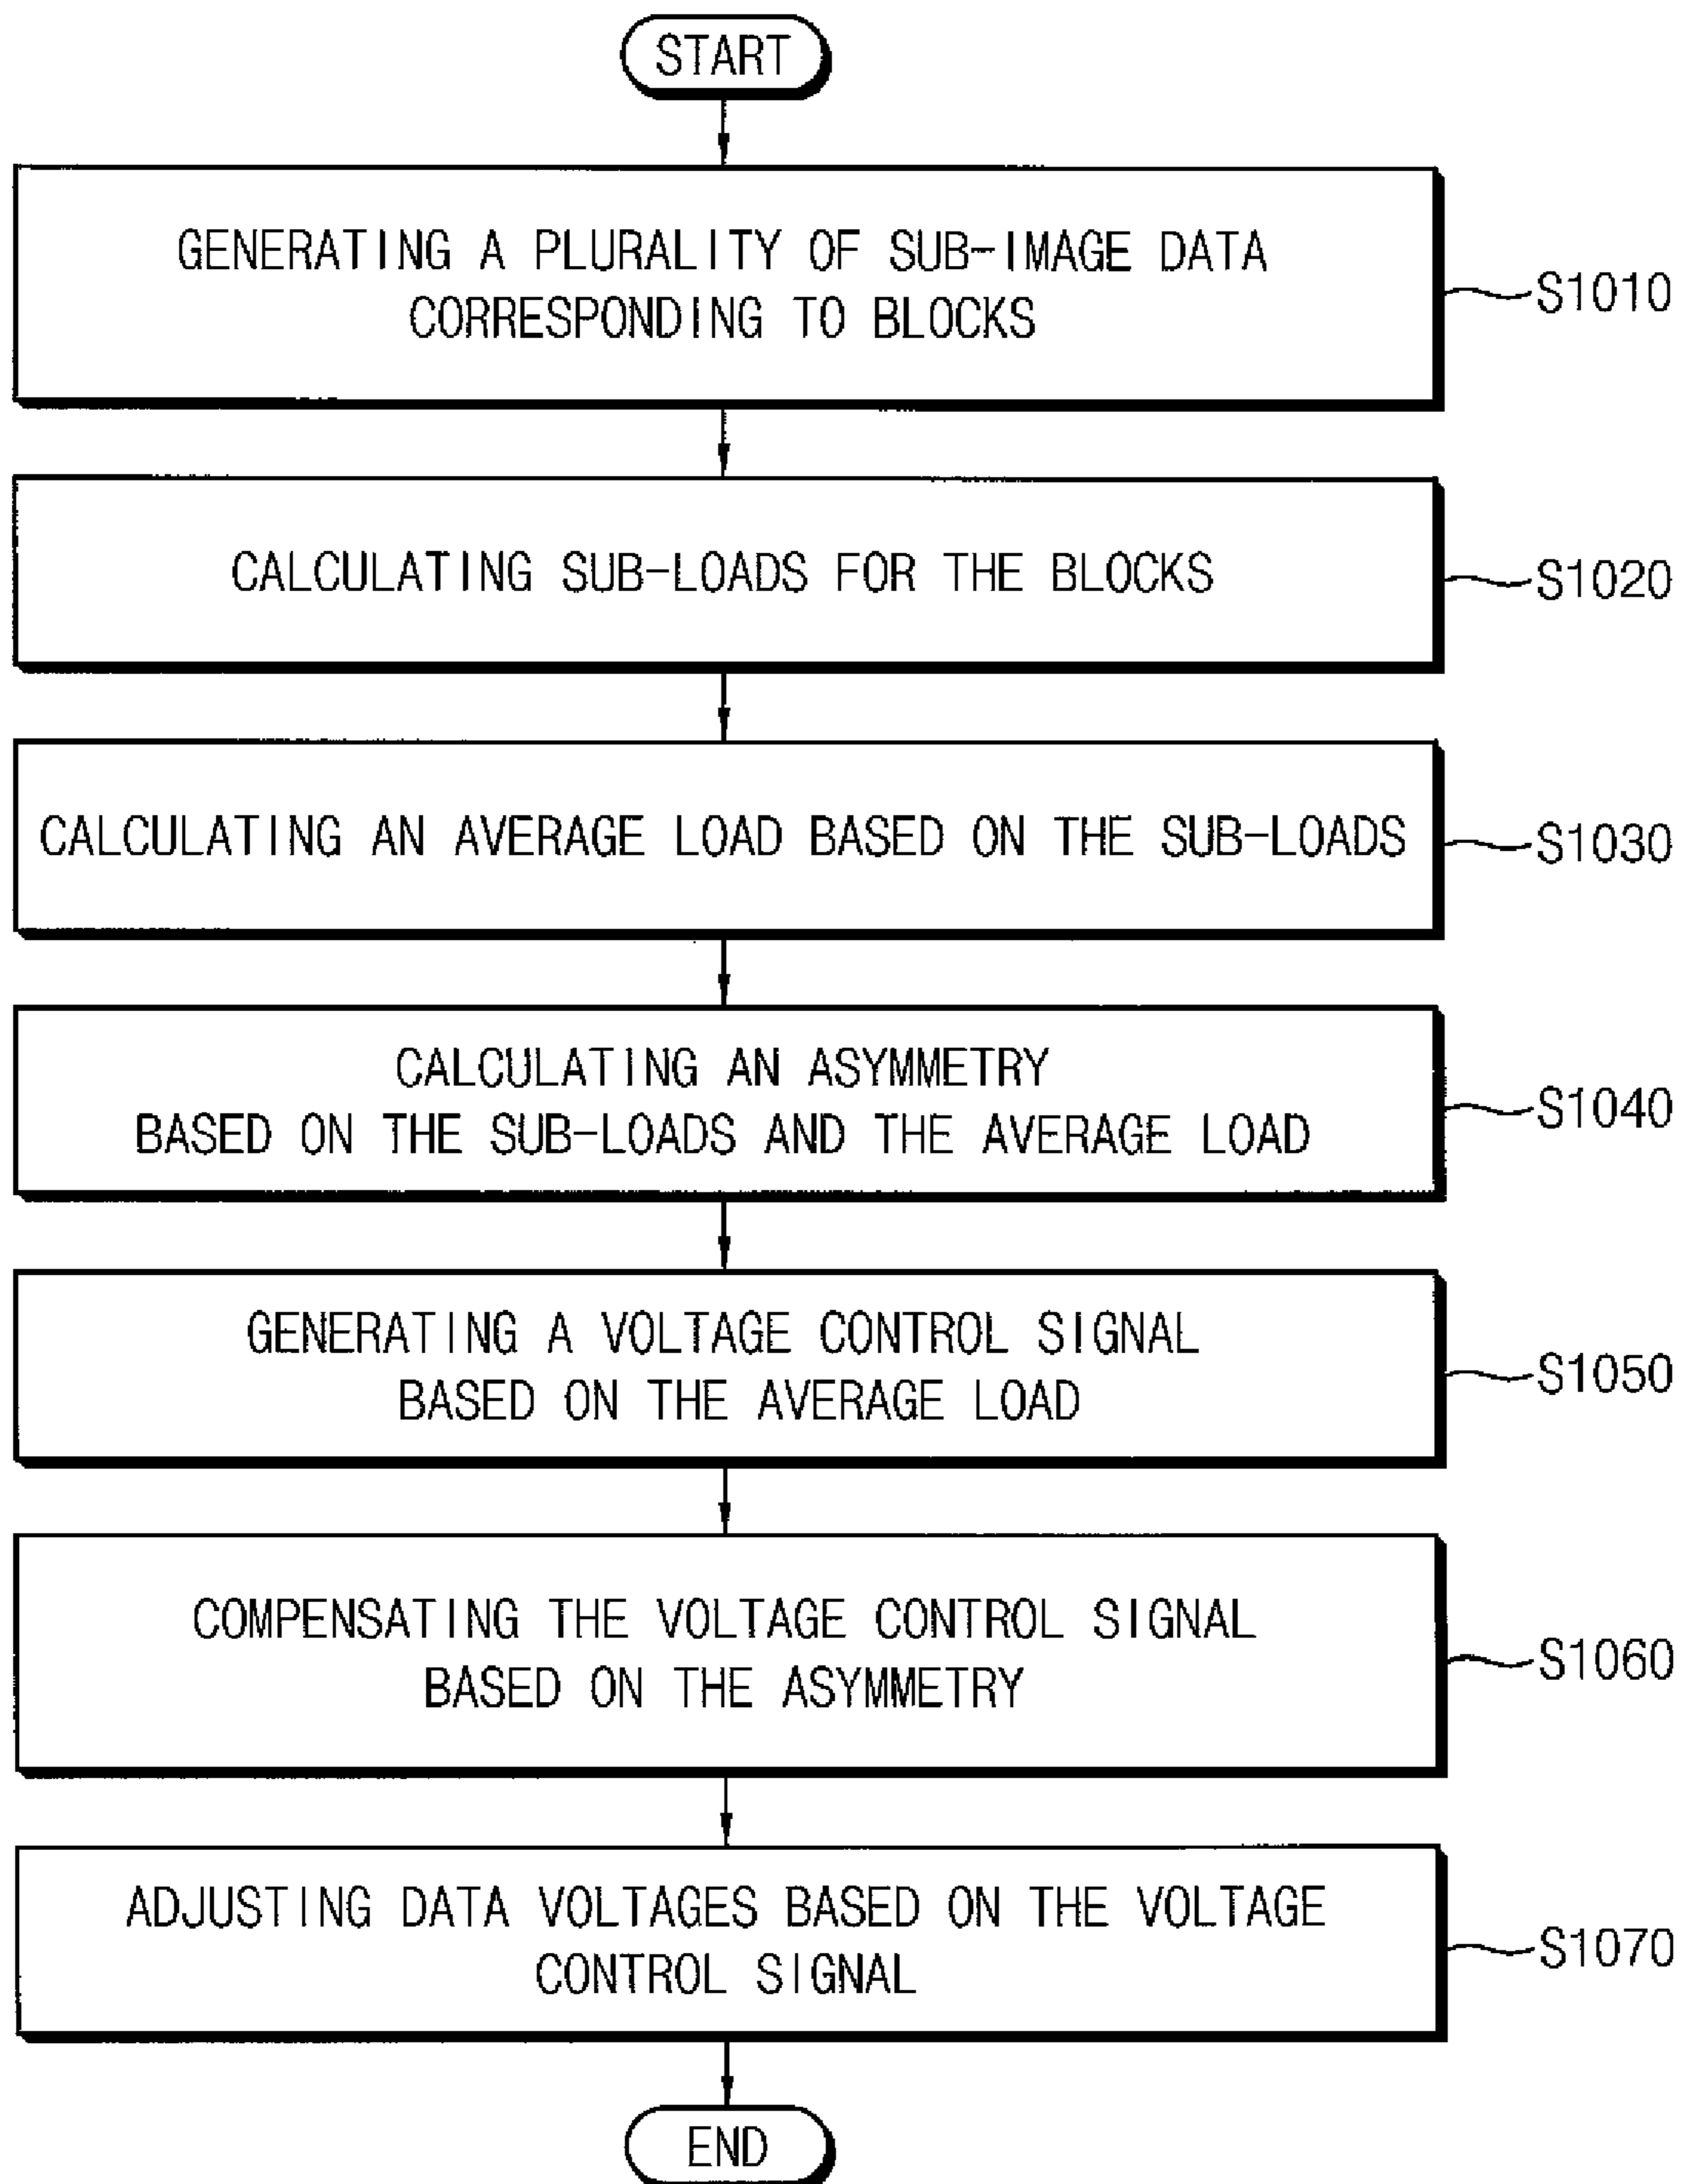 START
GENERATING A PLURALITY OF SUB-IMAGE DATA
CORRESPONDING TO BLOCKS
S1010
CALCULATING SUB-LOADS FOR THE BLOCKS
S1020
CALCULATING AN AVERAGE LOAD BASED ON THE SUB-LOADS
S1030
CALCULATING AN ASYMMETRY
BASED ON THE SUB-LOADS AND THE AVERAGE LOAD
S1040
GENERATING A VOLTAGE CONTROL SIGNAL
BASED ON THE AVERAGE LOAD
S1050
COMPENSATING THE VOLTAGE CONTROL SIGNAL
BASED ON THE ASYMMETRY
S1060
ADJUSTING DATA VOLTAGES BASED ON THE VOLTAGE
CONTROL SIGNAL
S1070
END